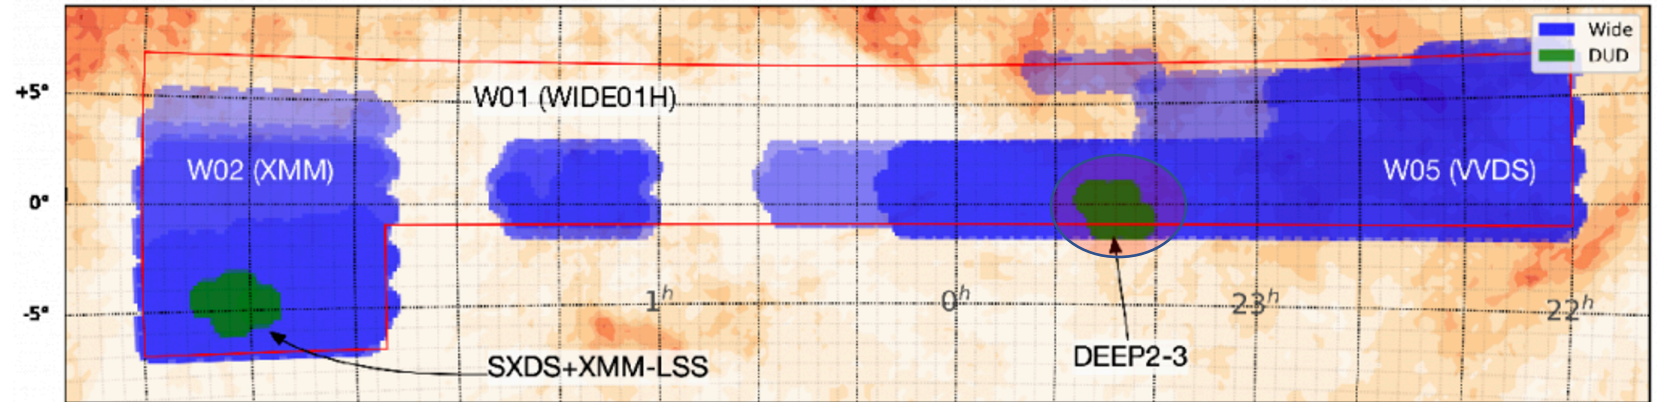 Wide
DUD
+5°
W01 (WIDE01H)
W02 (XMM)
W05 (VVDS)
0°
1h
0h
23h
22h
-5°
DEEP2-3
SXDS+XMM-LSS